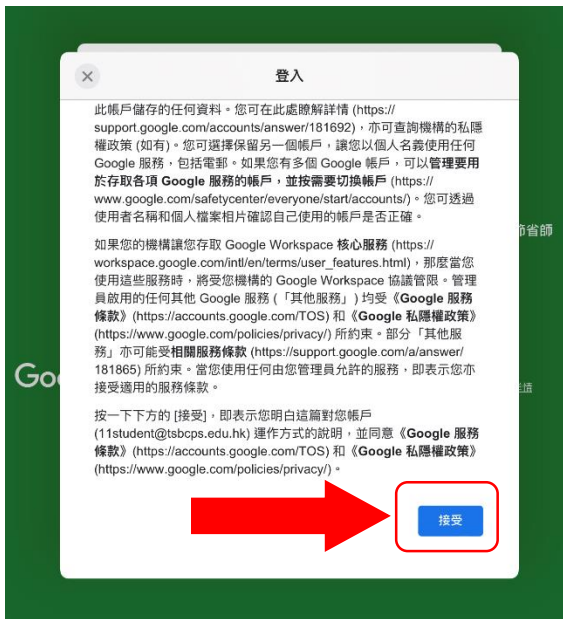 登入
此帳戶儲存的任何資料。您可在此處瞭解詳情 (https://
support.google.com/accounts/answer/181692)，亦可查詢機構的私隱
權政策 (如有)。您可選擇保留另一個帳戶，讓您以個人名義使用任何
Google 服務，包括電郵。如果您有多個 Google 帳戶，可以管理要用
於存取各項 Google 服務的帳戶，並按需要切換帳戶 (https://
www.google.com/safetycenter/everyone/start/accounts/)。您可透過
使用者名稱和個人檔案相片確認自己使用的帳戶是否正確。
如果您的機構讓您存取 Google Workspace 核心服務 (https://
workspace.google.com/intl/en/terms/user_features.html)，那麼當您
使用這些服務時，將受您機構的 Google Workspace 協議管限。管理
員啟用的任何其他 Google 服務 (「其他服務」) 均受《Google 服務
條款》(https://accounts.google.com/TOS) 和《Google 私隱權政策》
(https://www.google.com/policies/privacy/) 所約束。部分「其他服
務」亦可能受相關服務條款 (https://support.google.com/a/answer/
181865) 所約束。當您使用任何由您管理員允許的服務，即表示您亦
接受適用的服務條款。
按一下下方的 [接受]，即表示您明白這篇對您帳戶
(11student@tsbcps.edu.hk) 運作方式的說明，並同意《Google 服務
條款》(https://accounts.google.com/TOS) 和《Google 私隱權政策》
(https://www.google.com/policies/privacy/)。
接受
省師
Go